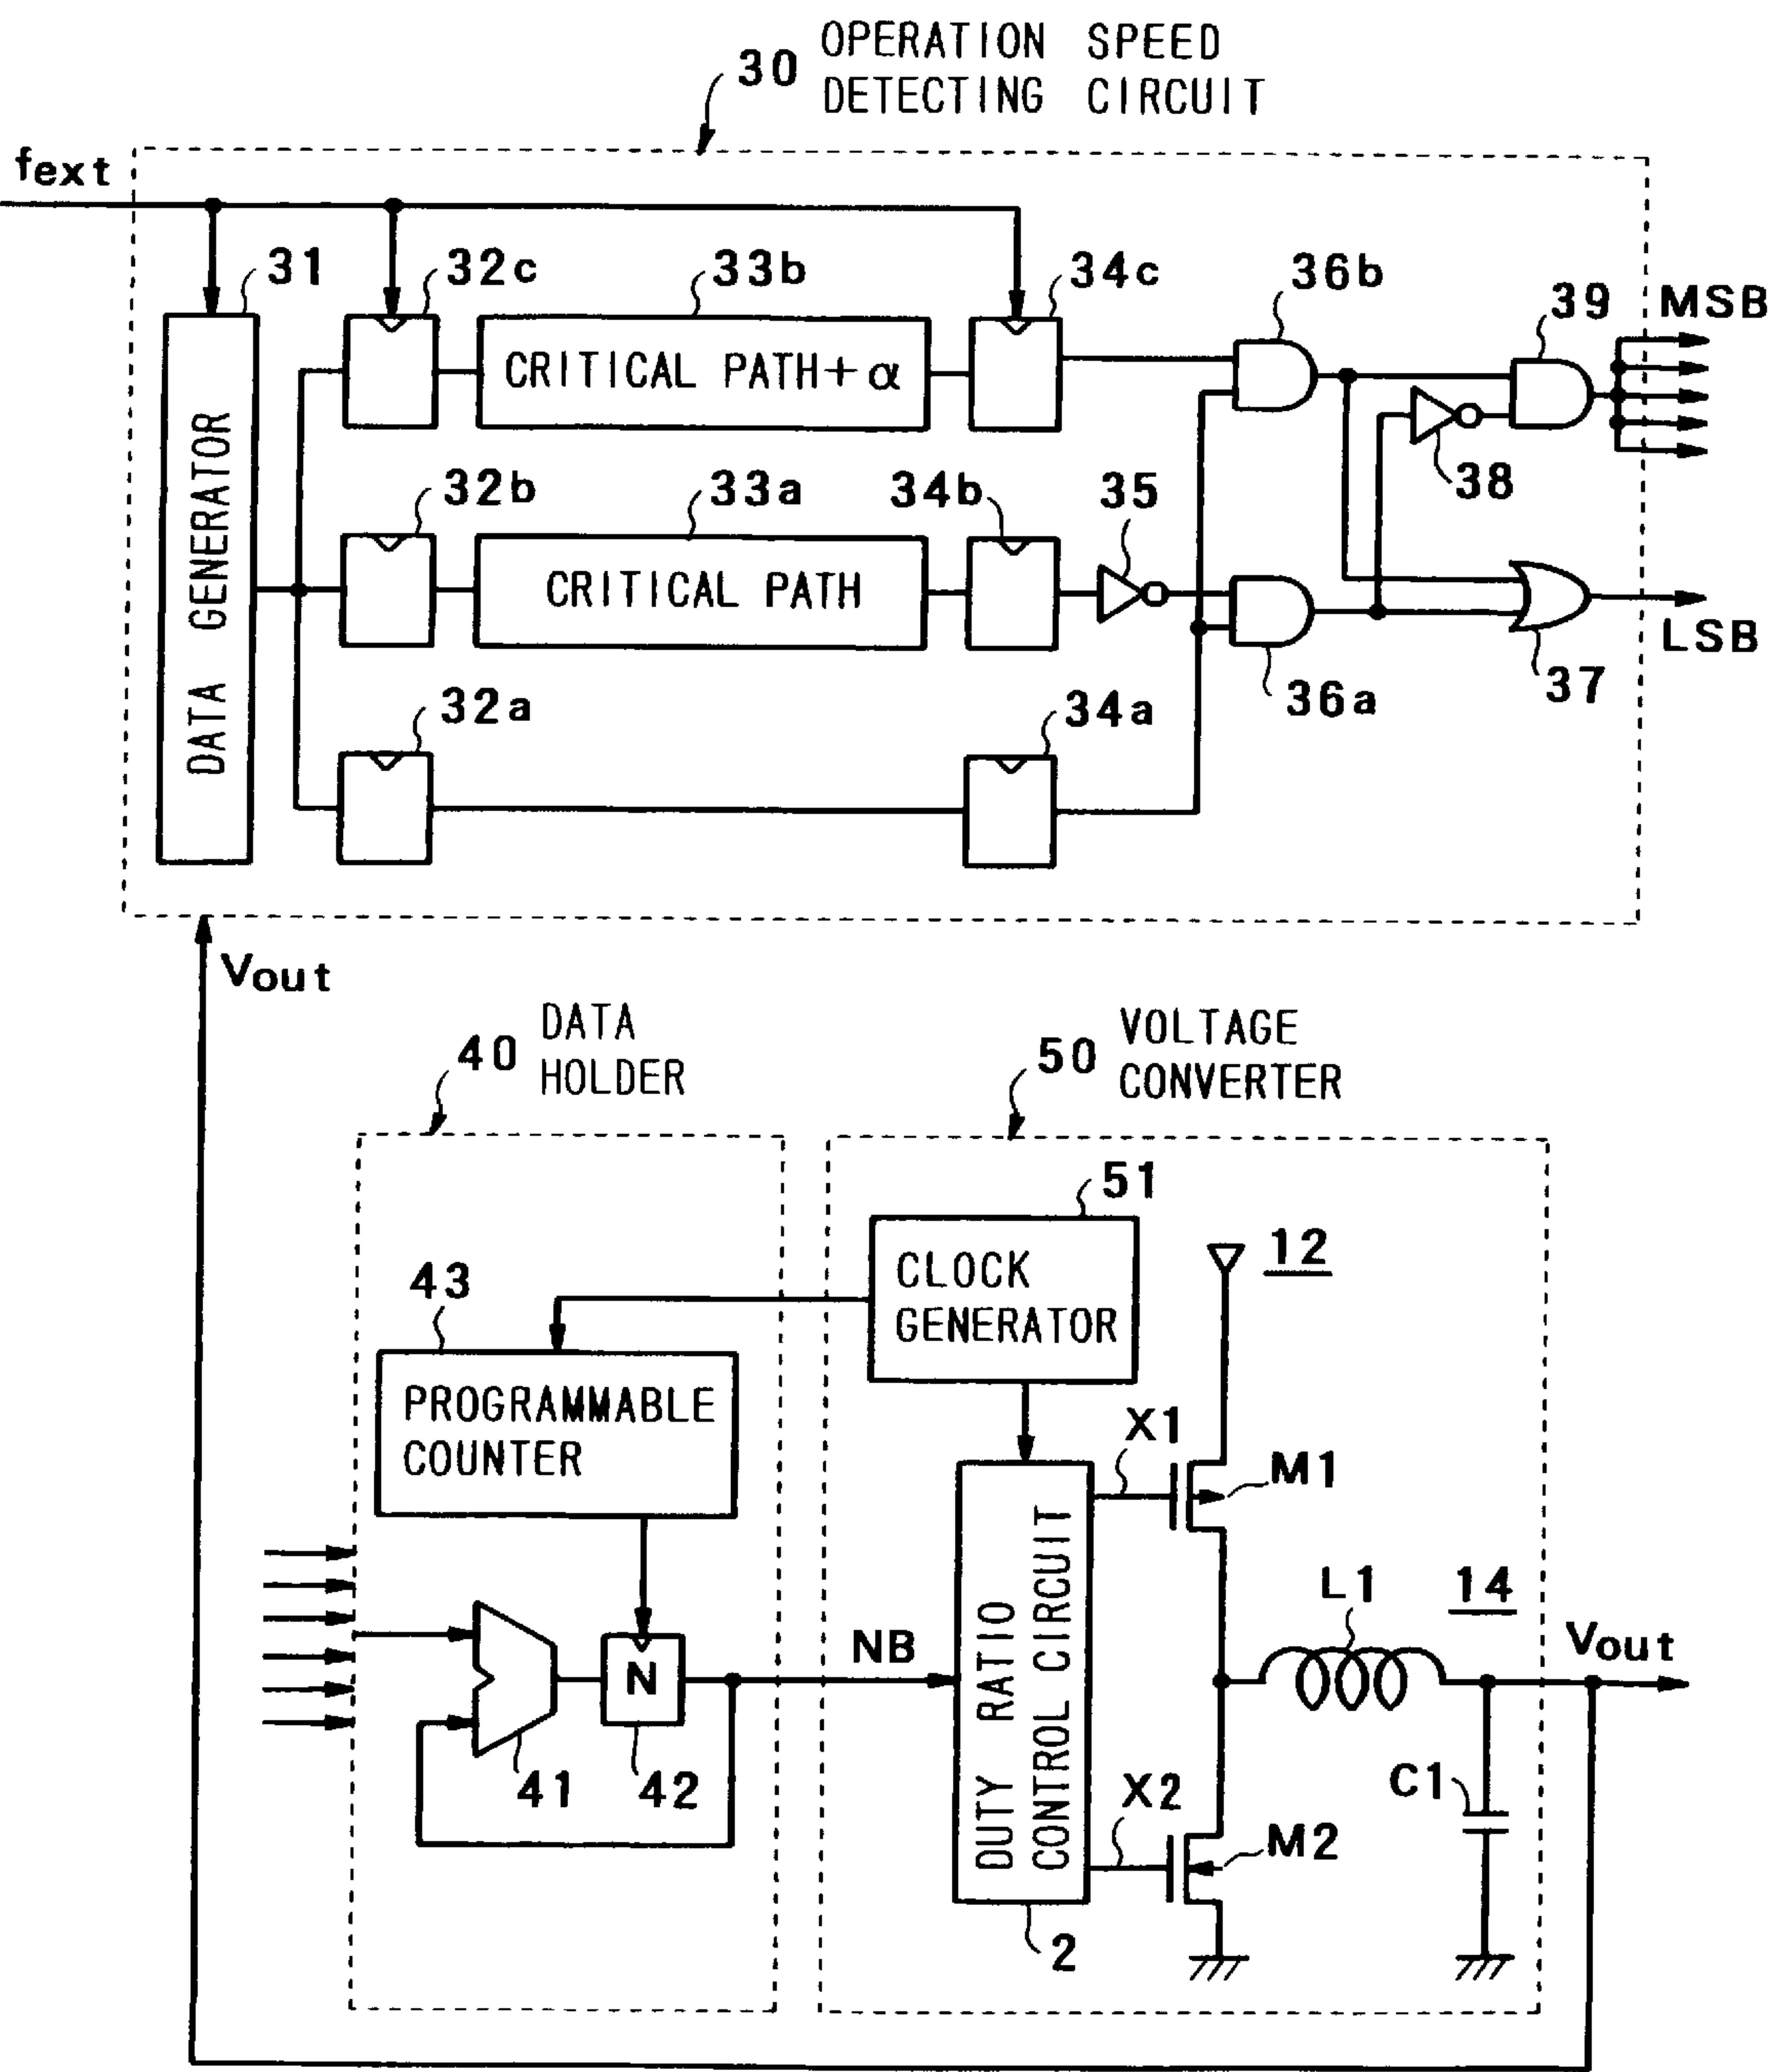 30 OPERATION SPEED
DETECTING CIRCUIT
fext
31
32c
33b
34c
36b
39
MSB
CRITICAL PATH+α
38
DATA GENERATOR
32b
33a
34b
35
CRITICAL PATH
LSB
37
36a
32a
34a
Vout
40 DATA
HOLDER
50 VOLTAGE
CONVERTER
51
12
CLOCK
GENERATOR
43
PROGRAMMABLE
COUNTER
X1
M1
L1
14
Vout
N
NB
DUTY RATIO
CONTROL CIRCUIT
41
42
X2
M2
C1
2